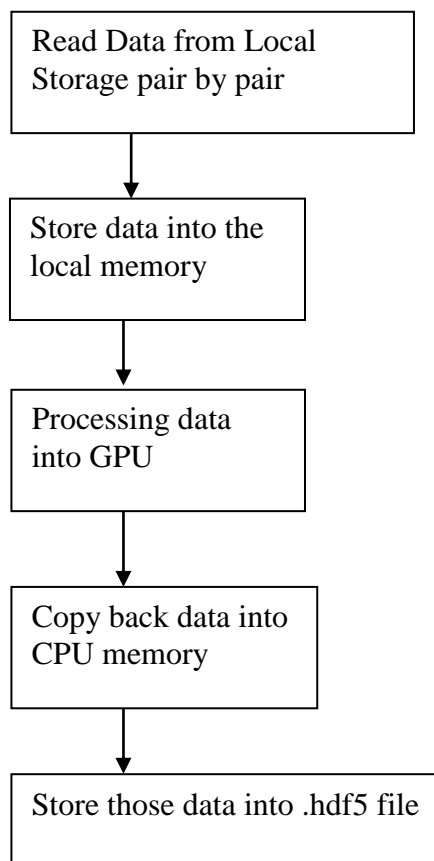 Read Data from Local
Storage pair by pair
Store data into the
local memory
Processing data
into GPU
Copy back data into
CPU memory
Store those data into .hdf5 file